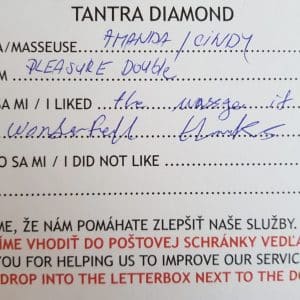 TANTRA DIAMOND
A/MASSEUSE AMANDA/CINDY
M PLEASURE Double
SA MI / I LIKED the massage it
wonderfull thanks
O SA MI / I DID NOT LIKE
ME, ŽE NÁM POMÁHATE ZLEPŠIŤ NAŠE SLUŽBY.
ÍME VHODIŤ DO POŠTOVEJ SCHRÁNKY VEDĽA
YOU FOR HELPING US TO IMPROVE OUR SERVIC
DROP INTO THE LETTERBOX NEXT TO THE DO